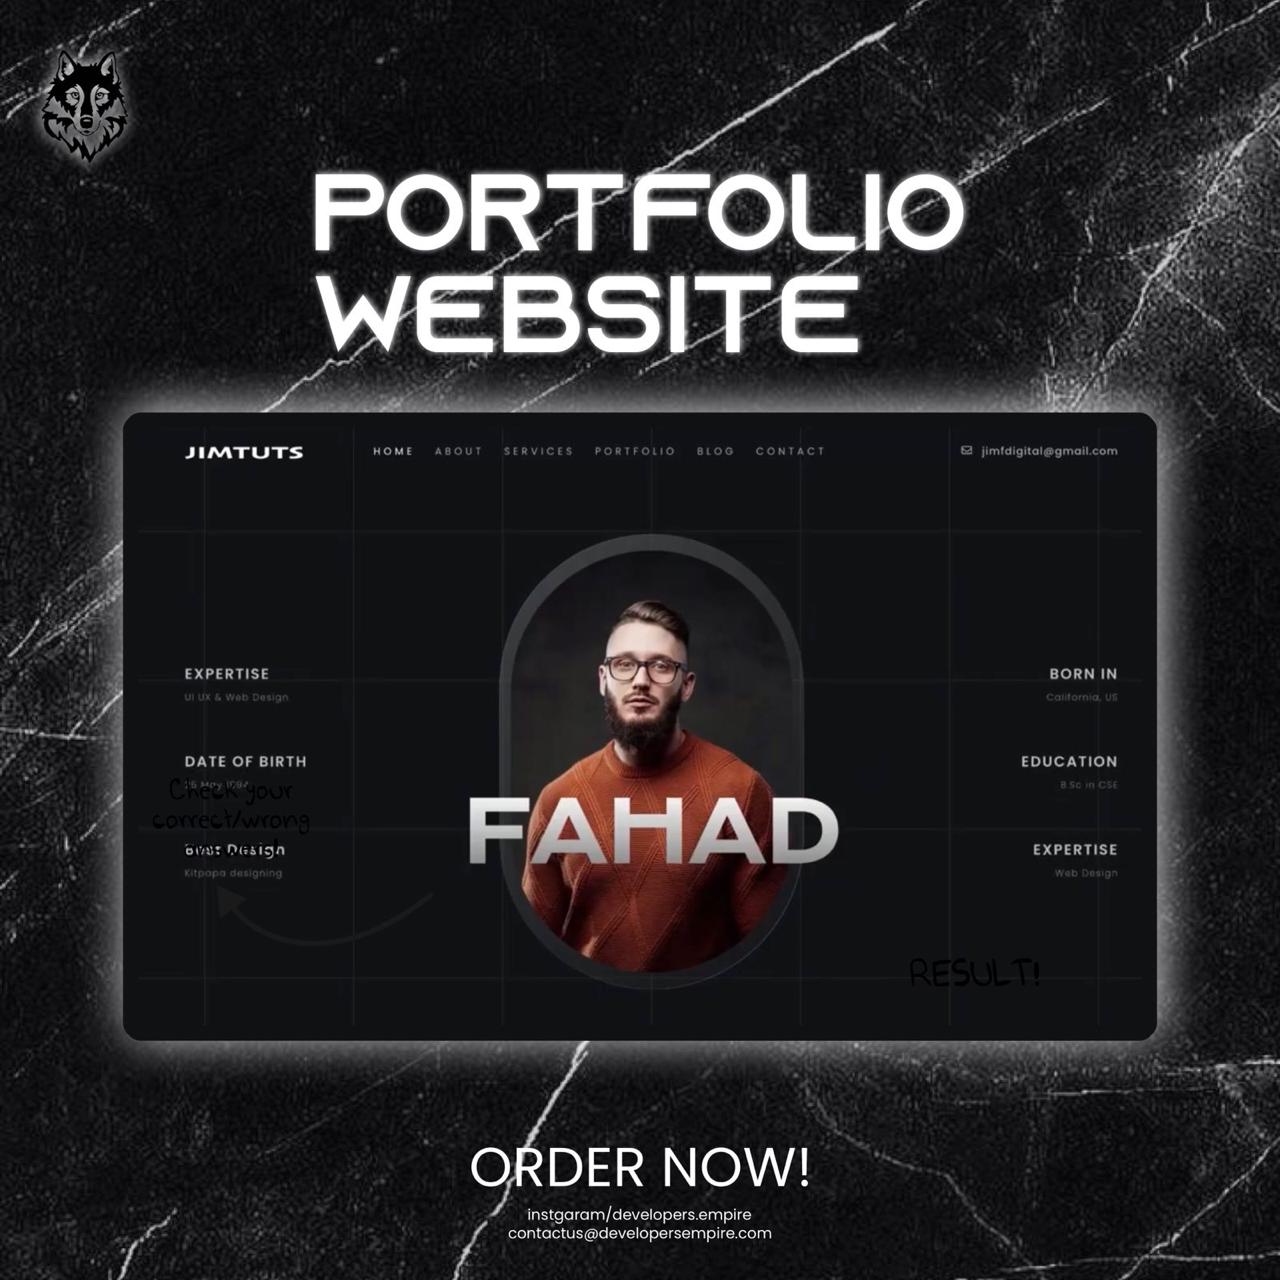 PORTFOLIO
WEBSITE
JIMTUTS
HOME ABOUT SERVICES PORTFOLIO BLOG CONTACT
jimfdigital@gmail.com
EXPERTISE
UI UX & Web Design
BORN IN
California, US
DATE OF BIRTH
EDUCATION
B.Sc in CSE
Check your
correct/wrong
FAHAD
Design
Kitpapa designing
EXPERTISE
Web Design
RESULT!
ORDER NOW!
instgaram/developers.empire
contactus@developersempire.com